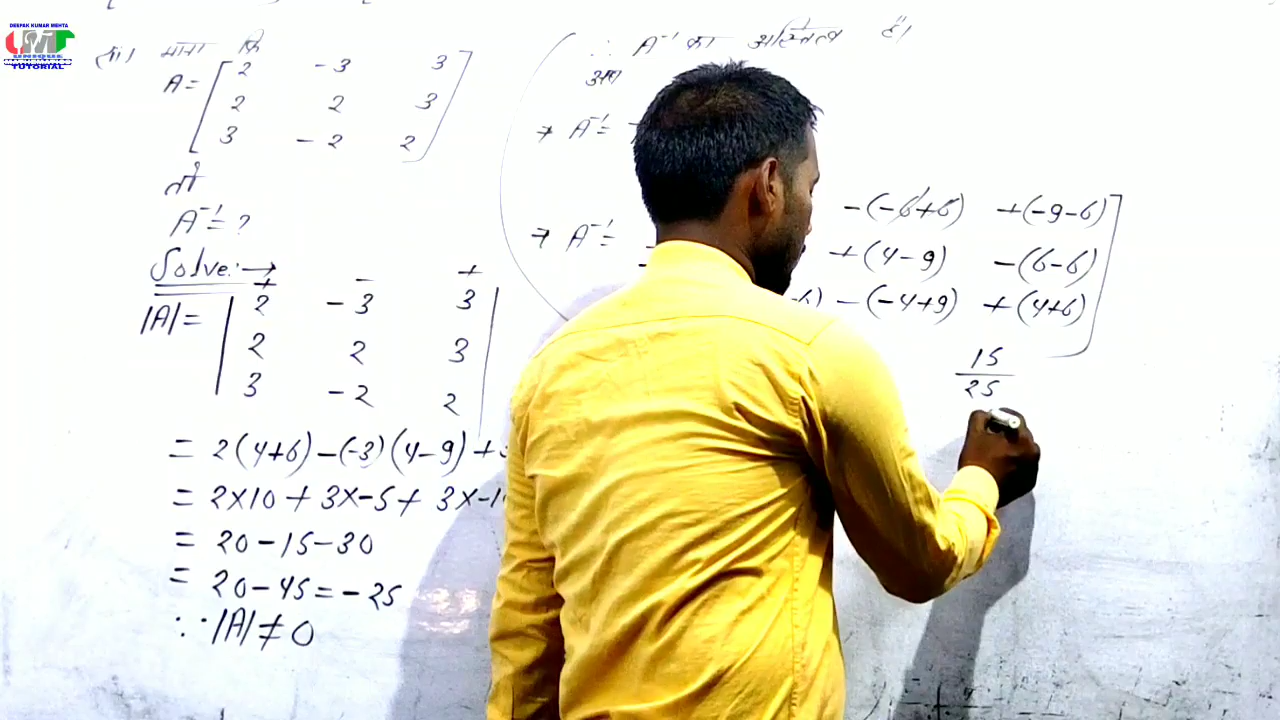 DEEPAK KUMAR MEHTA
UMT
UNIQUE
TUTORIAL
माना कि
A = [ 2 -3 3
2 2 3
3 -2 2 ]
तो
A⁻¹ = ?
Solve:→
+ - +
|A| = | 2 -3 3
2 2 3
3 -2 2 |
= 2(4+6) -(-3)(4-9) +
= 2×10 + 3×-5 + 3×-1
= 20-15-30
= 20-45 = -25
∵ |A| ≠ 0
∴ A⁻¹ का अस्तित्व है।
अब
→ A⁻¹ =
→ A⁻¹ =
-(-6+6) +(-9-6)
+(4-9) -(6-6)
-6) -(-4+9) +(4+6) ]
15
25